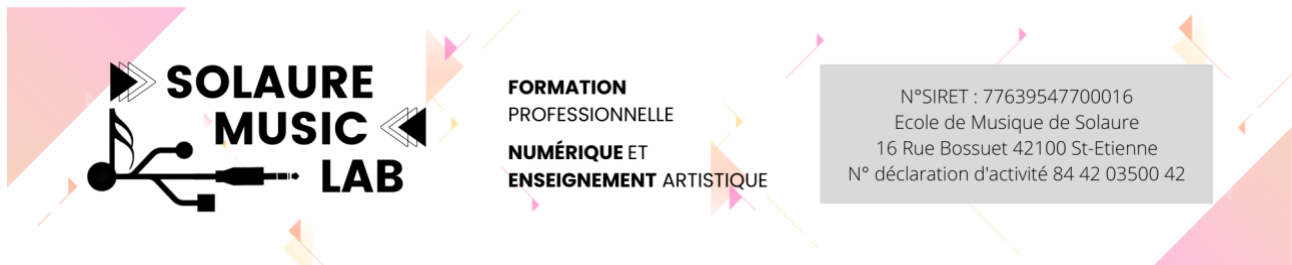 SOLAURE
MUSIC
LAB
FORMATION
PROFESSIONNELLE
NUMÉRIQUE ET
ENSEIGNEMENT ARTISTIQUE
N°SIRET : 77639547700016
Ecole de Musique de Solaure
16 Rue Bossuet 42100 St-Etienne
N° déclaration d'activité 84 42 03500 42